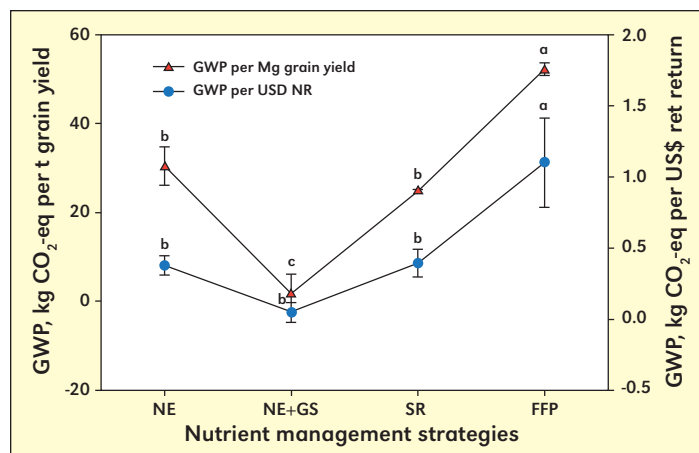 GWP, kg CO₂-eq per t grain yield
60
40
20
0
-20
GWP per Mg grain yield
GWP per USD NR
b
b
c
b
b
b
a
a
2.0
1.5
1.0
0.5
0.0
-0.5
GWP, kg CO₂-eq per US$ ret return
NE
NE+GS
SR
FFP
Nutrient management strategies